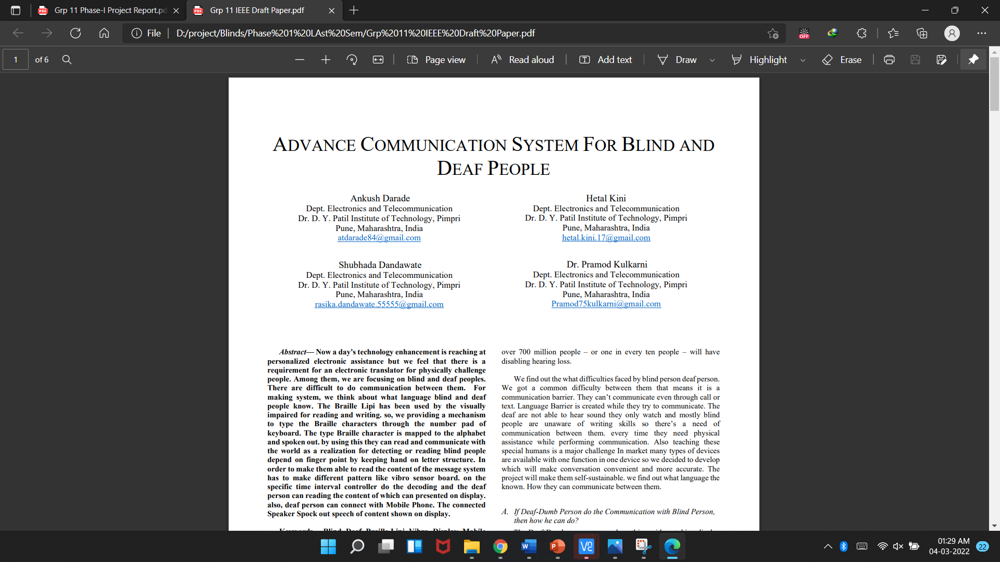 Grp 11 Phase-I Project Report.pd
Grp 11 IEEE Draft Paper.pdf
File
D:/project/Blinds/Phase%201%20LAst%20Sem/Grp%2011%20IEEE%20Draft%20Paper.pdf
OFF
1 of 6
Page view
Read aloud
Add text
Draw
Highlight
Erase
ADVANCE COMMUNICATION SYSTEM FOR BLIND AND
DEAF PEOPLE
Ankush Darade
Dept. Electronics and Telecommunication
Dr. D. Y. Patil Institute of Technology, Pimpri
Pune, Maharashtra, India
atdarade84@gmail.com
Hetal Kini
Dept. Electronics and Telecommunication
Dr. D. Y. Patil Institute of Technology, Pimpri
Pune, Maharashtra, India
hetal.kini.17@gmail.com
Shubhada Dandawate
Dept. Electronics and Telecommunication
Dr. D. Y. Patil Institute of Technology, Pimpri
Pune, Maharashtra, India
rasika.dandawate.55555@gmail.com
Dr. Pramod Kulkarni
Dept. Electronics and Telecommunication
Dr. D. Y. Patil Institute of Technology, Pimpri
Pune, Maharashtra, India
Pramod75kulkarni@gmail.com
Abstract— Now a day's technology enhancement is reaching at
personalized electronic assistance but we feel that there is a
requirement for an electronic translator for physically challenge
people. Among them, we are focusing on blind and deaf peoples.
There are difficult to do communication between them. For
making system, we think about what language blind and deaf
people know. The Braille Lipi has been used by the visually
impaired for reading and writing. so, we providing a mechanism
to type the Braille characters through the number pad of
keyboard. The type Braille character is mapped to the alphabet
and spoken out. by using this they can read and communicate with
the world as a realization for detecting or reading blind people
depend on finger point by keeping hand on letter structure. In
order to make them able to read the content of the message system
has to make different pattern like vibro sensor board. on the
specific time interval controller do the decoding and the deaf
person can reading the content of which can presented on display.
also, deaf person can connect with Mobile Phone. The connected
Speaker Spock out speech of content shown on display.
over 700 million people – or one in every ten people – will have
disabling hearing loss.
We find out the what difficulties faced by blind person deaf person.
We got a common difficulty between them that means it is a
communication barrier. They can’t communicate even through call or
text. Language Barrier is created while they try to communicate. The
deaf are not able to hear sound they only watch and mostly blind
people are unaware of writing skills so there’s a need of
communication between them. every time they need physical
assistance while performing communication. Also teaching these
special humans is a major challenge In market many types of devices
are available with one function in one device so we decided to develop
which will make conversation convenient and more accurate. The
project will make them self-sustainable. we find out what language the
known. How they can communicate between them.
A. If Deaf-Dumb Person do the Communication with Blind Person,
then how he can do?
01:29 AM
04-03-2022
22